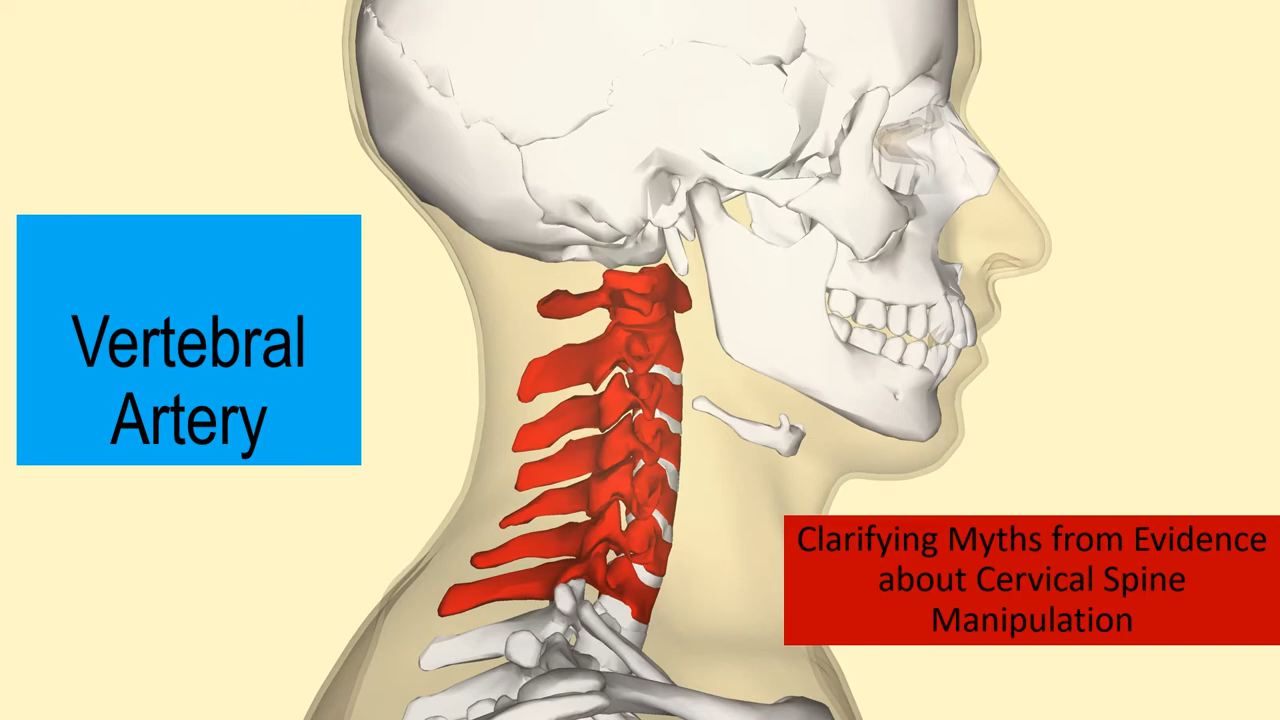 Vertebral
Artery
Clarifying Myths from Evidence
about Cervical Spine
Manipulation